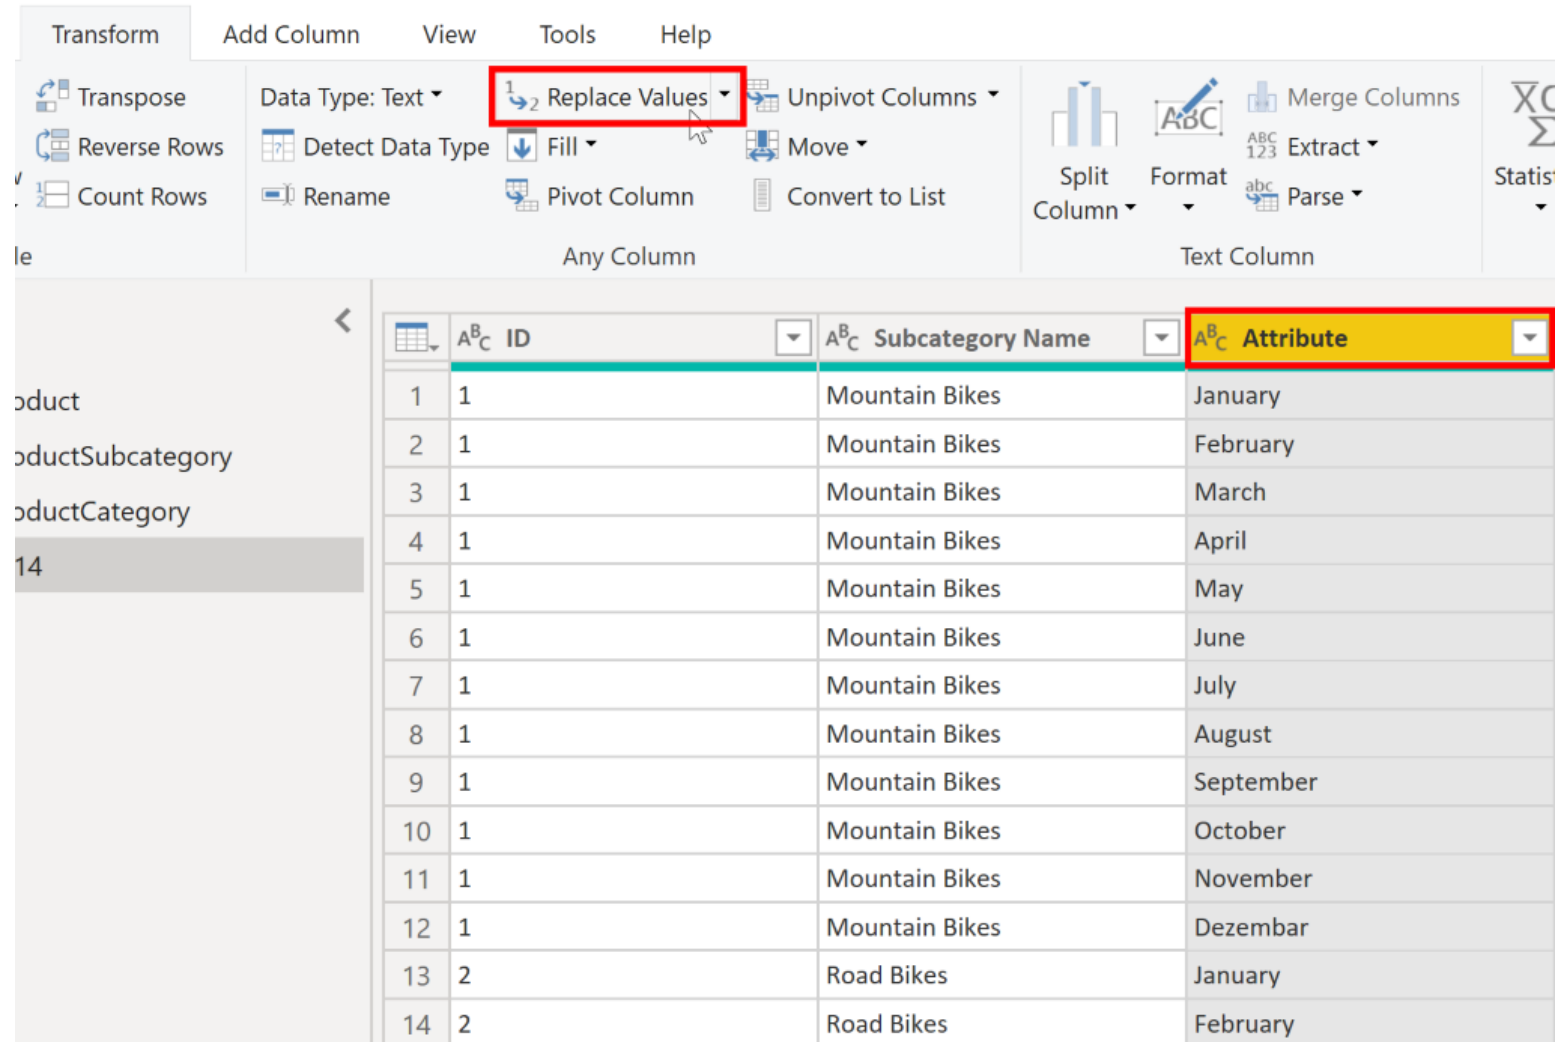 Transform Add Column View Tools Help
Transpose Data Type: Text Replace Values Unpivot Columns Merge Columns
Reverse Rows Detect Data Type Fill Move Split Column Format Extract
Count Rows Rename Pivot Column Convert to List Parse
Any Column Text Column
ID Subcategory Name Attribute
1 1 Mountain Bikes January
2 1 Mountain Bikes February
3 1 Mountain Bikes March
4 1 Mountain Bikes April
5 1 Mountain Bikes May
6 1 Mountain Bikes June
7 1 Mountain Bikes July
8 1 Mountain Bikes August
9 1 Mountain Bikes September
10 1 Mountain Bikes October
11 1 Mountain Bikes November
12 1 Mountain Bikes Dezembar
13 2 Road Bikes January
14 2 Road Bikes February
oduct
oductSubcategory
oductCategory
14